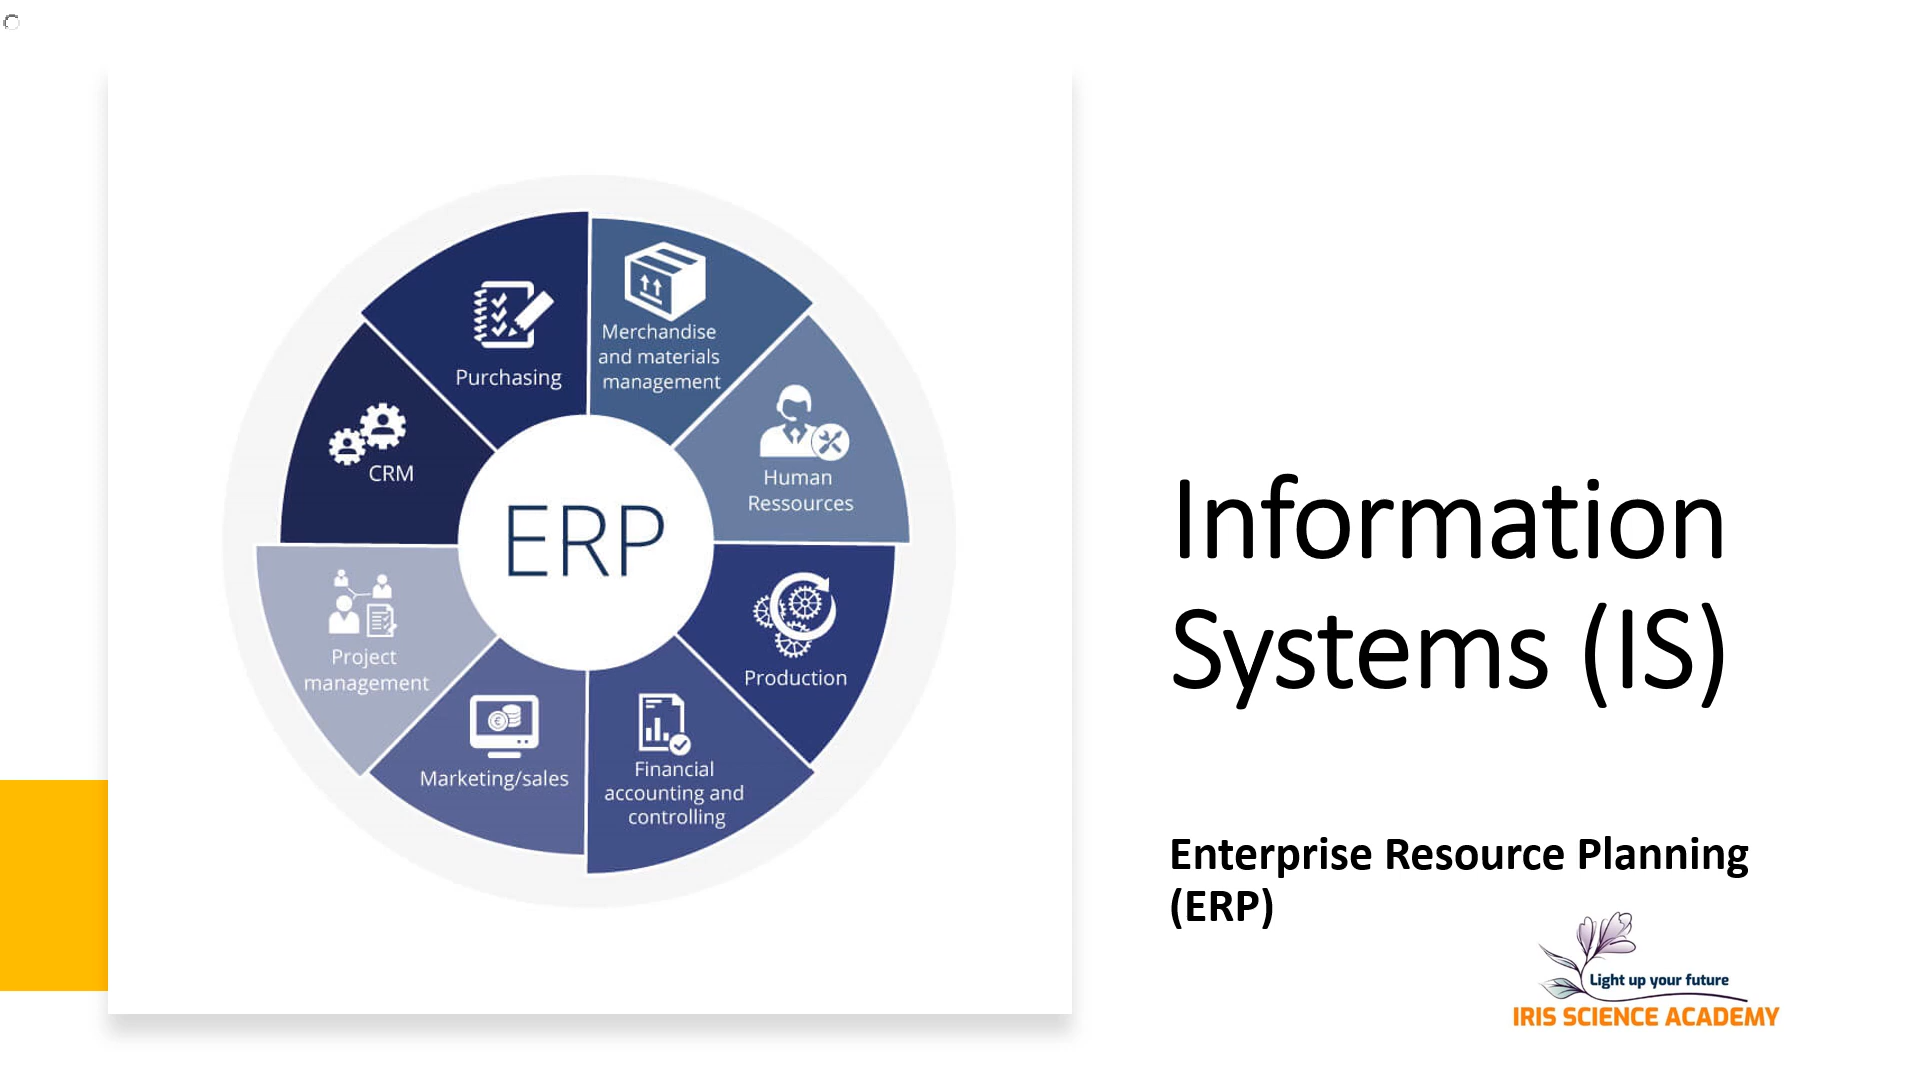 Purchasing
Merchandise
and materials
management
Human
Ressources
Production
Financial
accounting and
controlling
Marketing/sales
Project
management
CRM
ERP
Information
Systems (IS)
Enterprise Resource Planning
(ERP)
Light up your future
IRIS SCIENCE ACADEMY